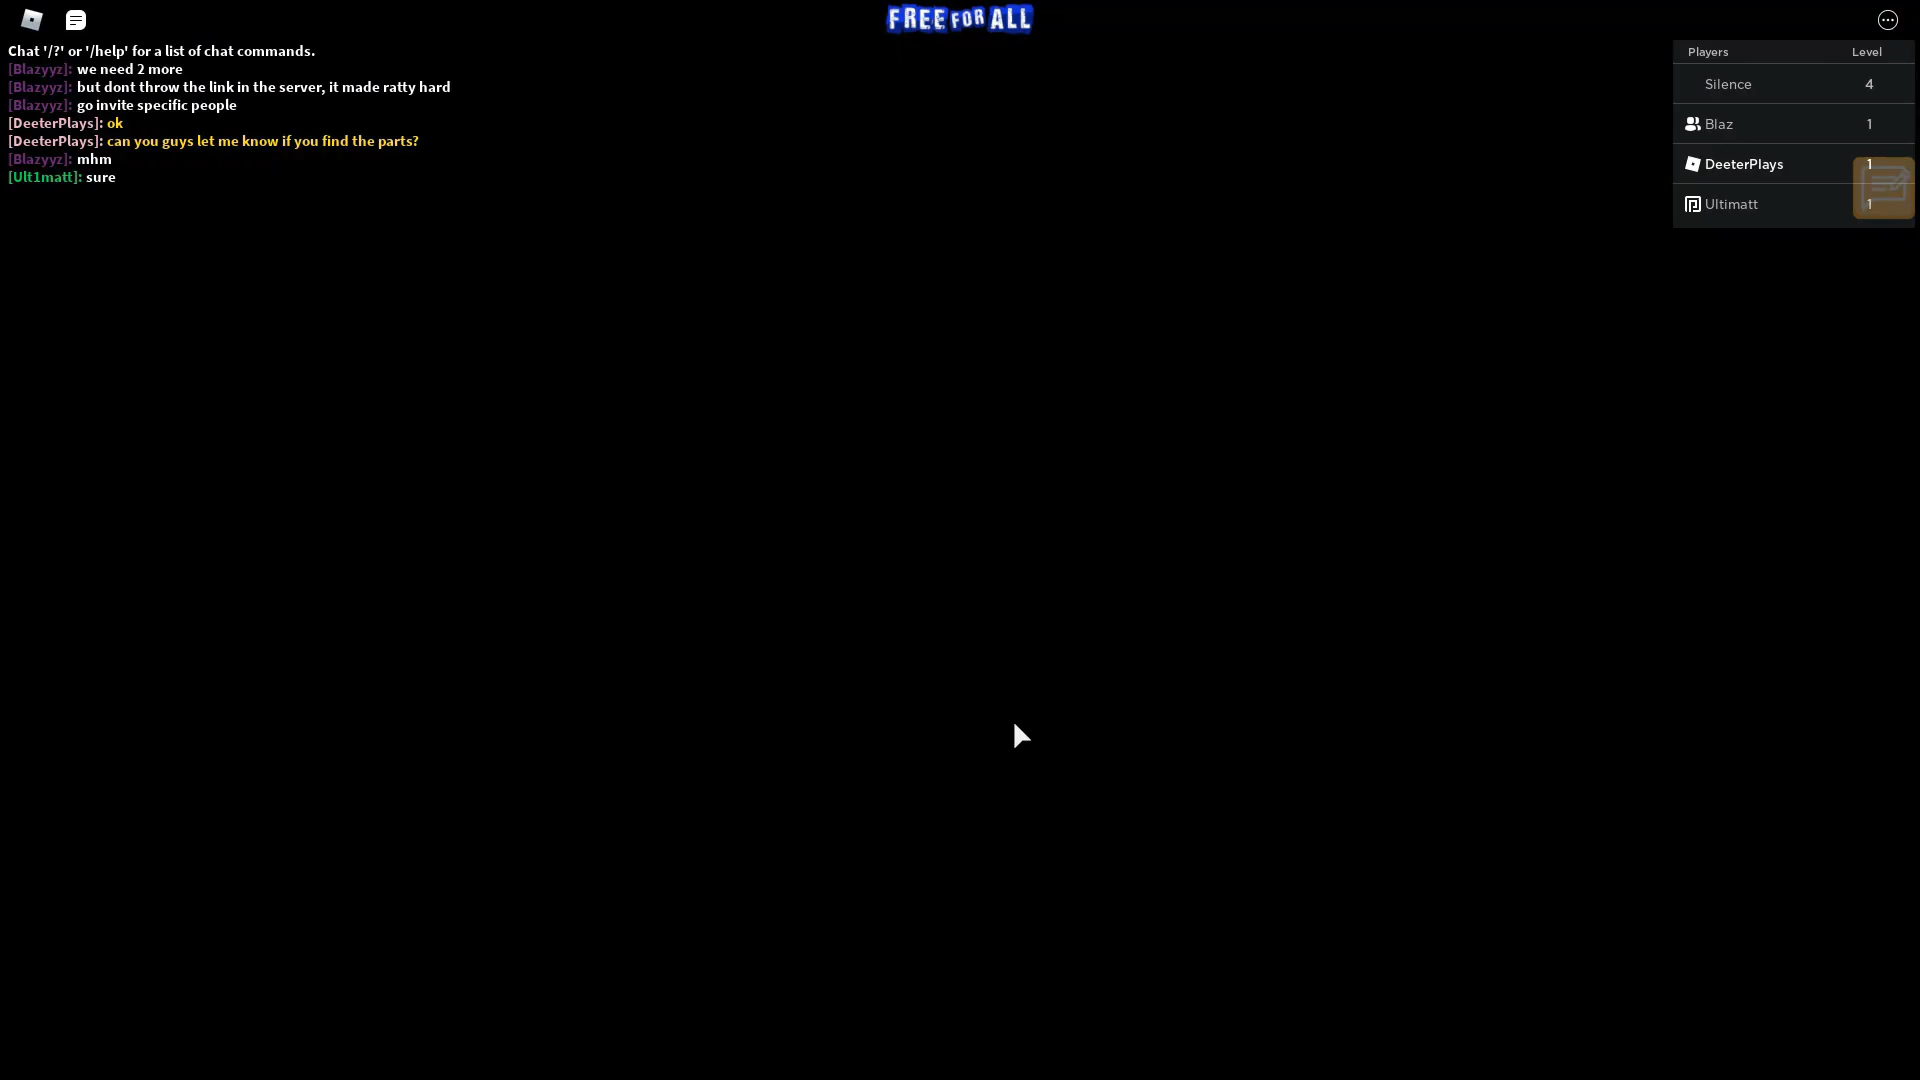 FREE FOR ALL
Chat '/?' or '/help' for a list of chat commands.
[Blazyyz]: we need 2 more
[Blazyyz]: but dont throw the link in the server, it made ratty hard
[Blazyyz]: go invite specific people
[DeeterPlays]: ok
[DeeterPlays]: can you guys let me know if you find the parts?
[Blazyyz]: mhm
[Ult1matt]: sure
Players Level
Silence 4
Blaz 1
DeeterPlays 1
Ultimatt 1